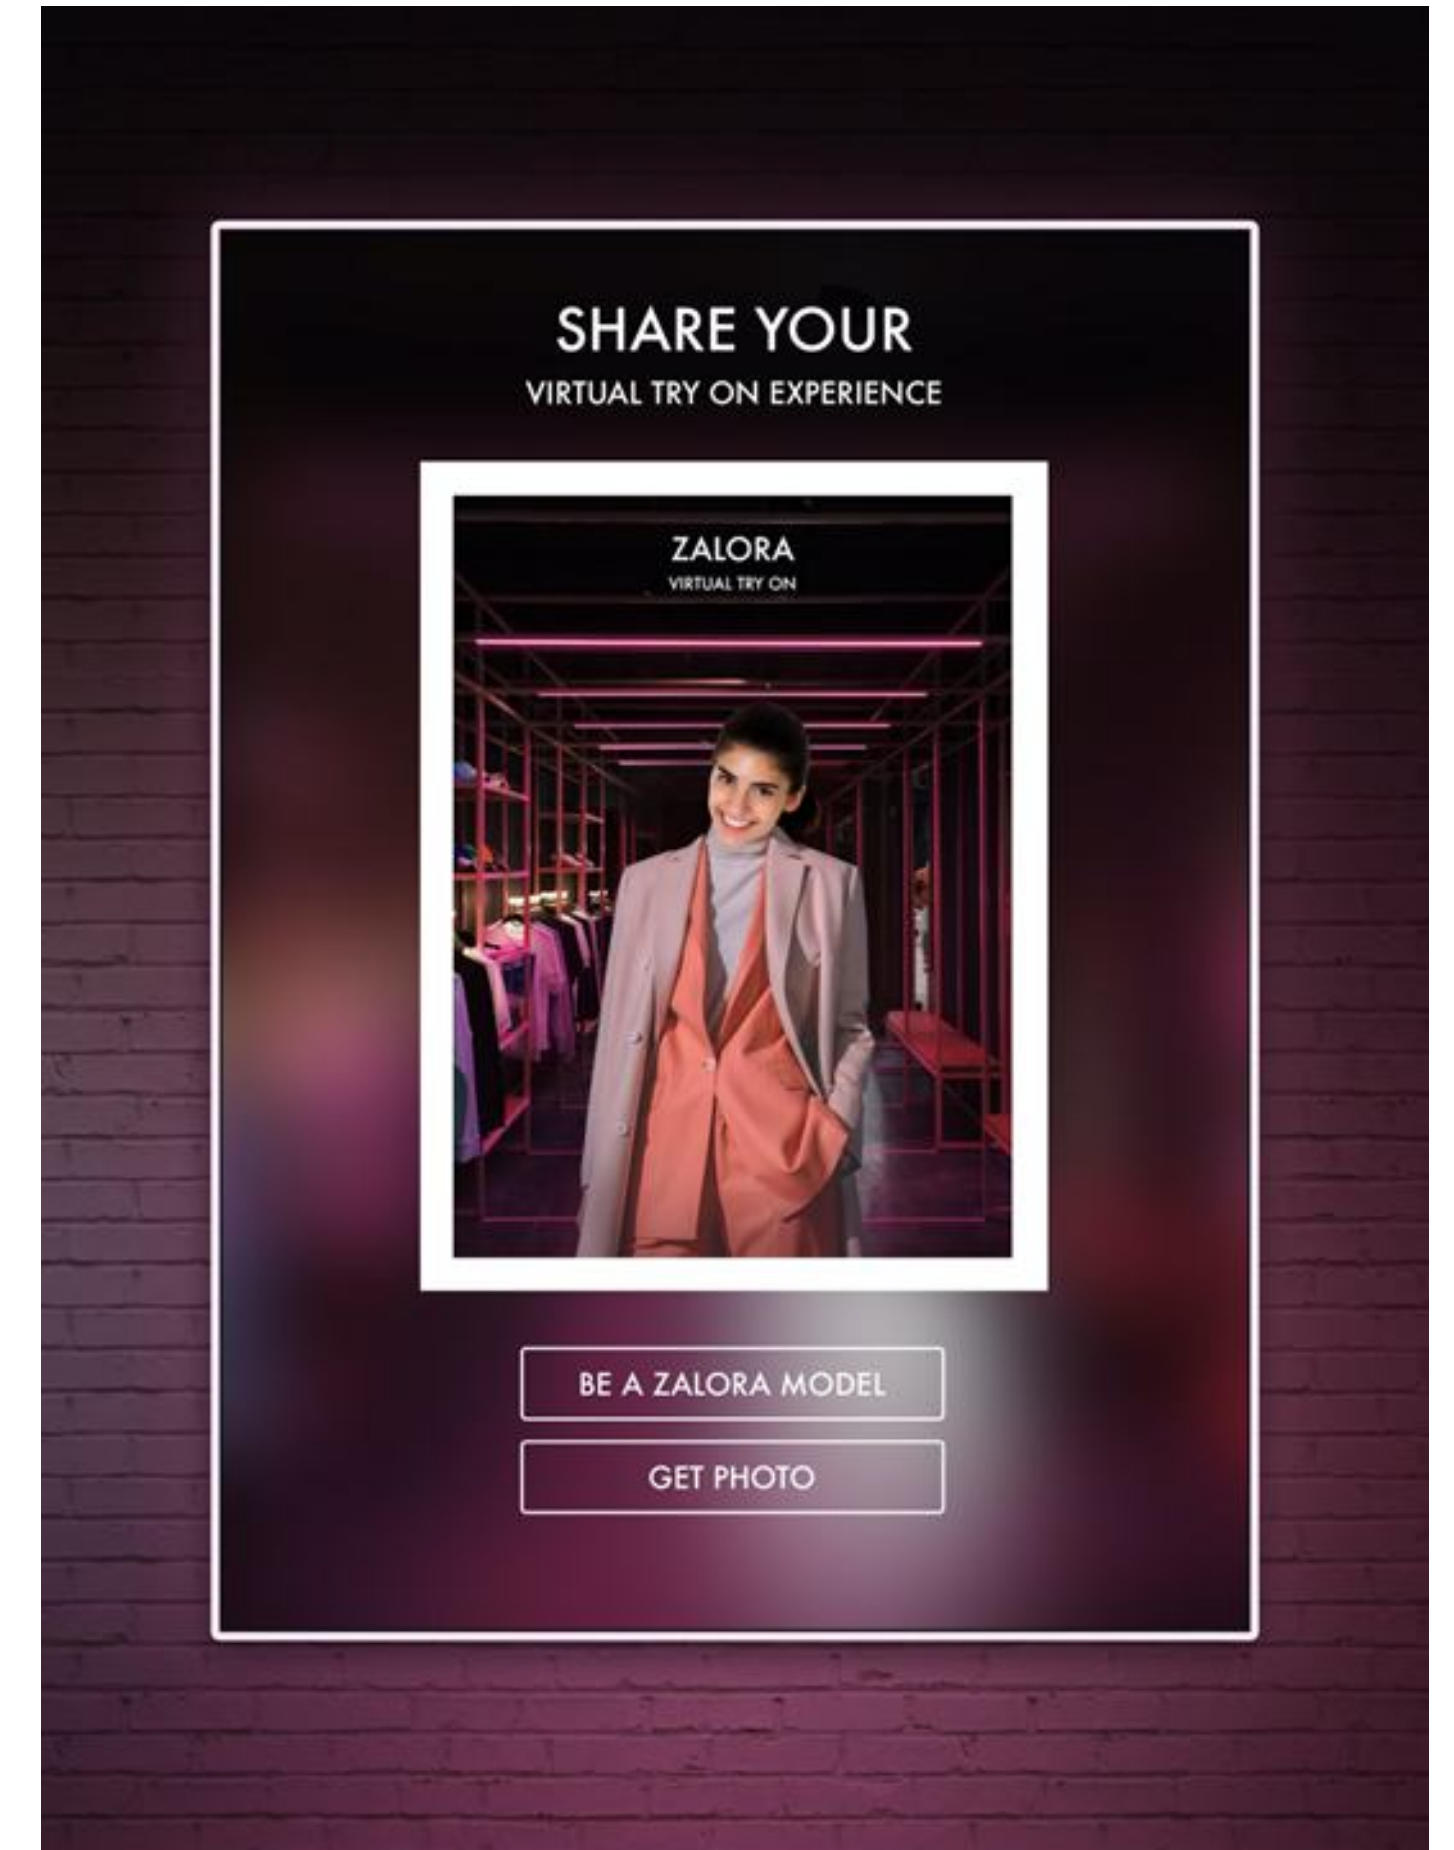 SHARE YOUR
VIRTUAL TRY ON EXPERIENCE
ZALORA
VIRTUAL TRY ON
BE A ZALORA MODEL
GET PHOTO